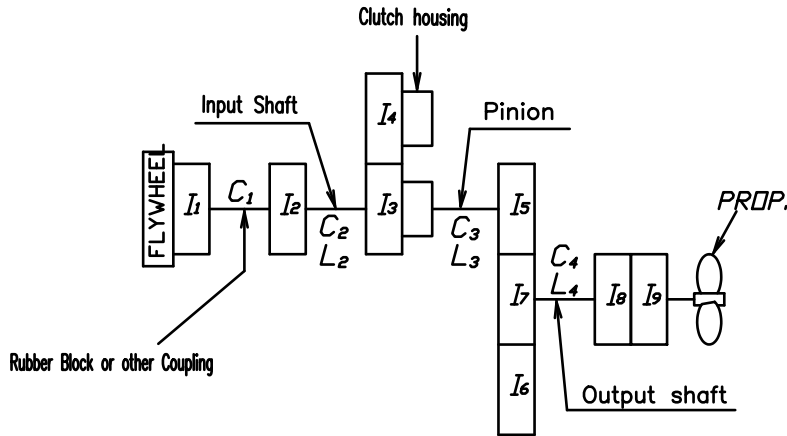 Clutch housing
Input Shaft
Pinion
I4
FLYWHEEL
I1
C1
I2
C2
L2
I3
C3
L3
I5
PROP.
I7
C4
L4
I8
I9
Rubber Block or other Coupling
I6
Output shaft